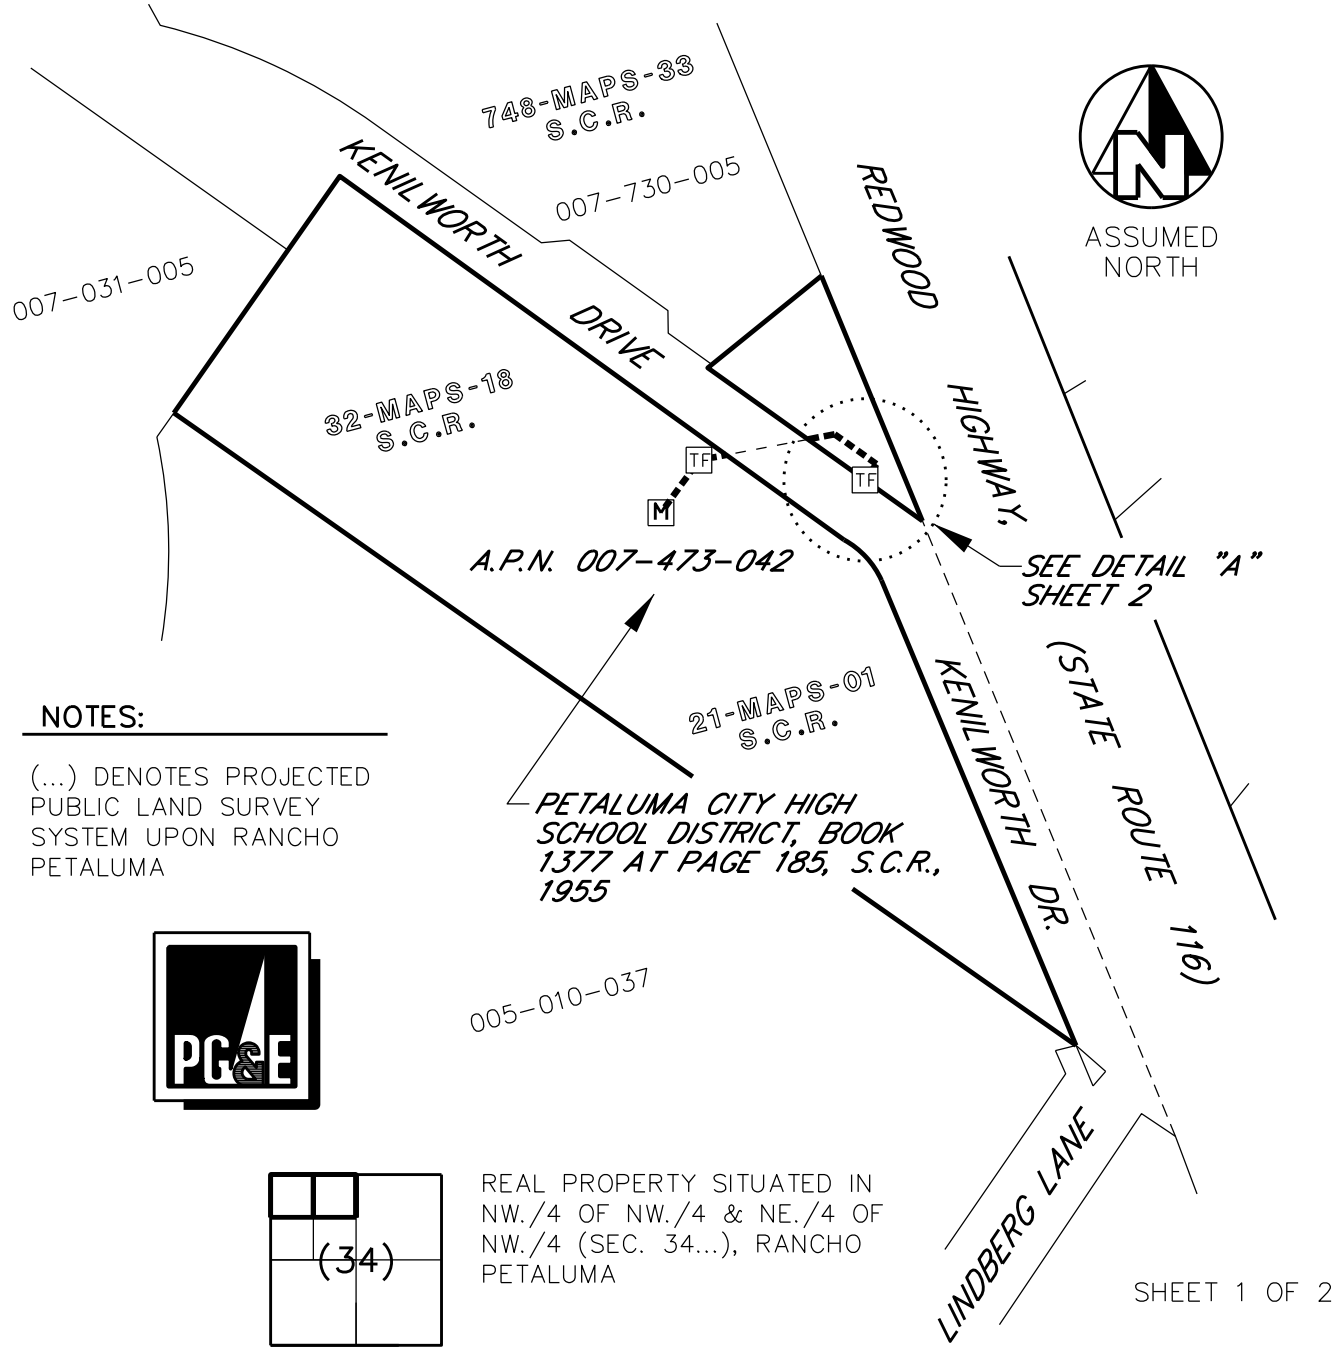 748-MAPS-33
S.C.R.
007-730-005
KENILWORTH
DRIVE
REDWOOD
HIGHWAY,
(STATE ROUTE 116)
N
ASSUMED
NORTH
007-031-005
32-MAPS-18
S.C.R.
TF
TF
M
A.P.N. 007-473-042
SEE DETAIL "A"
SHEET 2
21-MAPS-01
S.C.R.
KENILWORTH DR.
NOTES:
(...) DENOTES PROJECTED
PUBLIC LAND SURVEY
SYSTEM UPON RANCHO
PETALUMA
PETALUMA CITY HIGH
SCHOOL DISTRICT, BOOK
1377 AT PAGE 185, S.C.R.,
1955
005-010-037
PG&E
LINDBERG LANE
(34)
REAL PROPERTY SITUATED IN
NW./4 OF NW./4 & NE./4 OF
NW./4 (SEC. 34...), RANCHO
PETALUMA
SHEET 1 OF 2